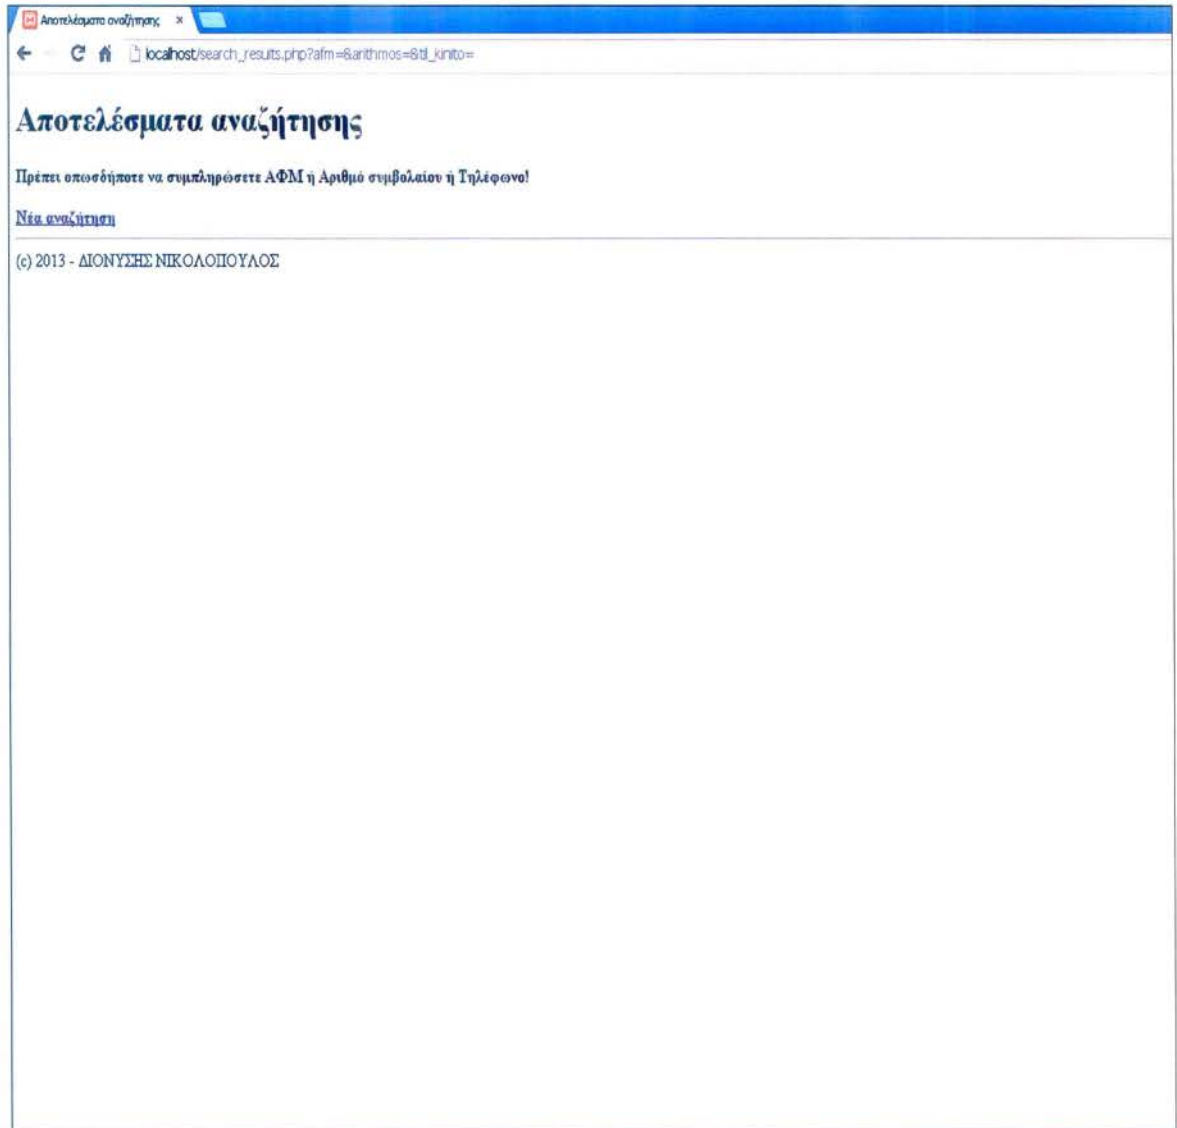 Αποτελέσματα αναζήτησης
localhost/search_results.php?afm=&arithmos=&til_kinito=
Αποτελέσματα αναζήτησης
Πρέπει οπωσδήποτε να συμπληρώσετε ΑΦΜ ή Αριθμό συμβολαίου ή Τηλέφωνο!
Νέα αναζήτηση
(c) 2013 - ΔΙΟΝΥΣΗΣ ΝΙΚΟΛΟΠΟΥΛΟΣ